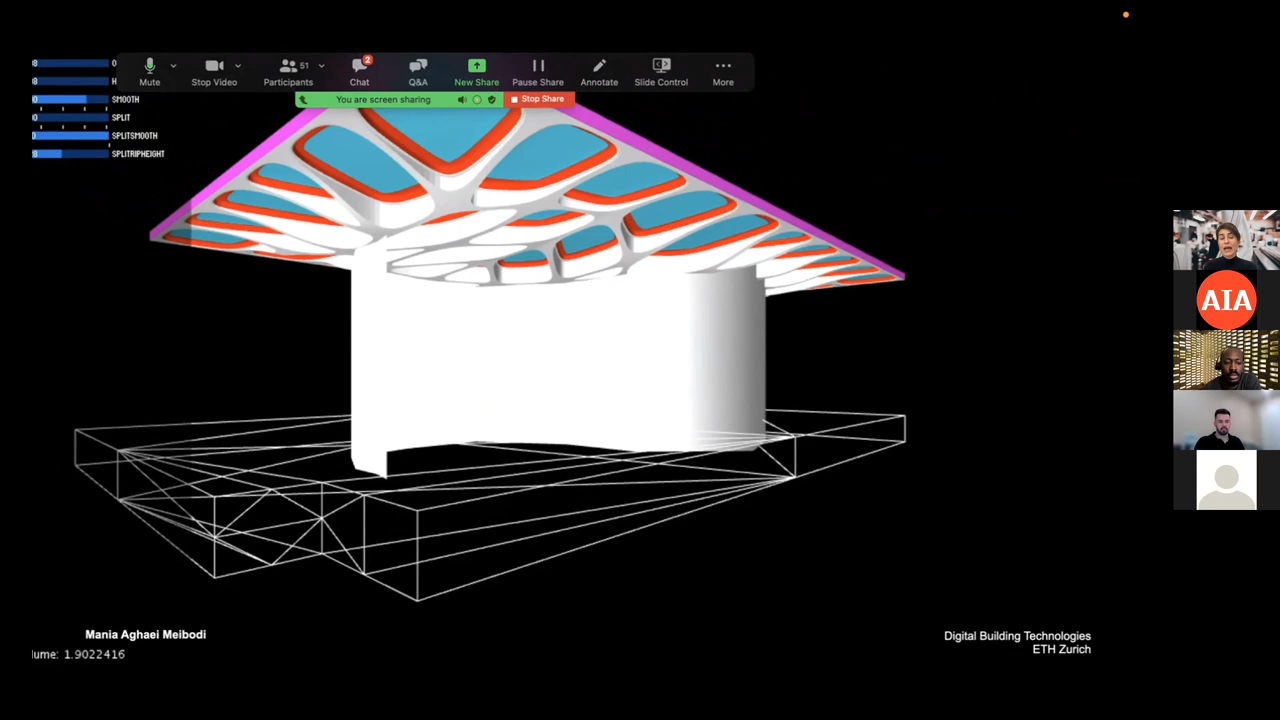 Mute
Stop Video
Participants
51
Chat
2
Q&A
New Share
Pause Share
Annotate
Slide Control
More
You are screen sharing
Stop Share
SMOOTH
SPLIT
SPLITSMOOTH
SPLITRIPHEIGHT
AIA
Mania Aghaei Meibodi
lume: 1.9022416
Digital Building Technologies
ETH Zurich